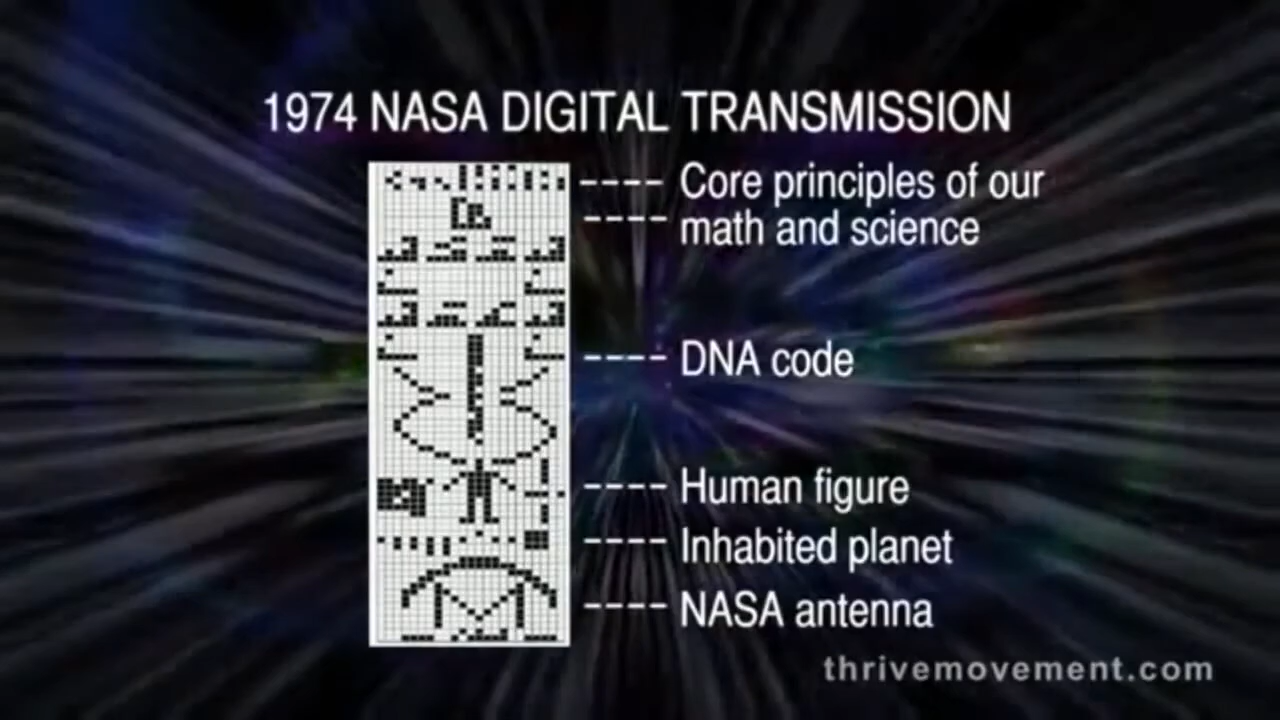 1974 NASA DIGITAL TRANSMISSION
---- Core principles of our
---- math and science
---- DNA code
---- Human figure
---- Inhabited planet
---- NASA antenna
thrivemovement.com